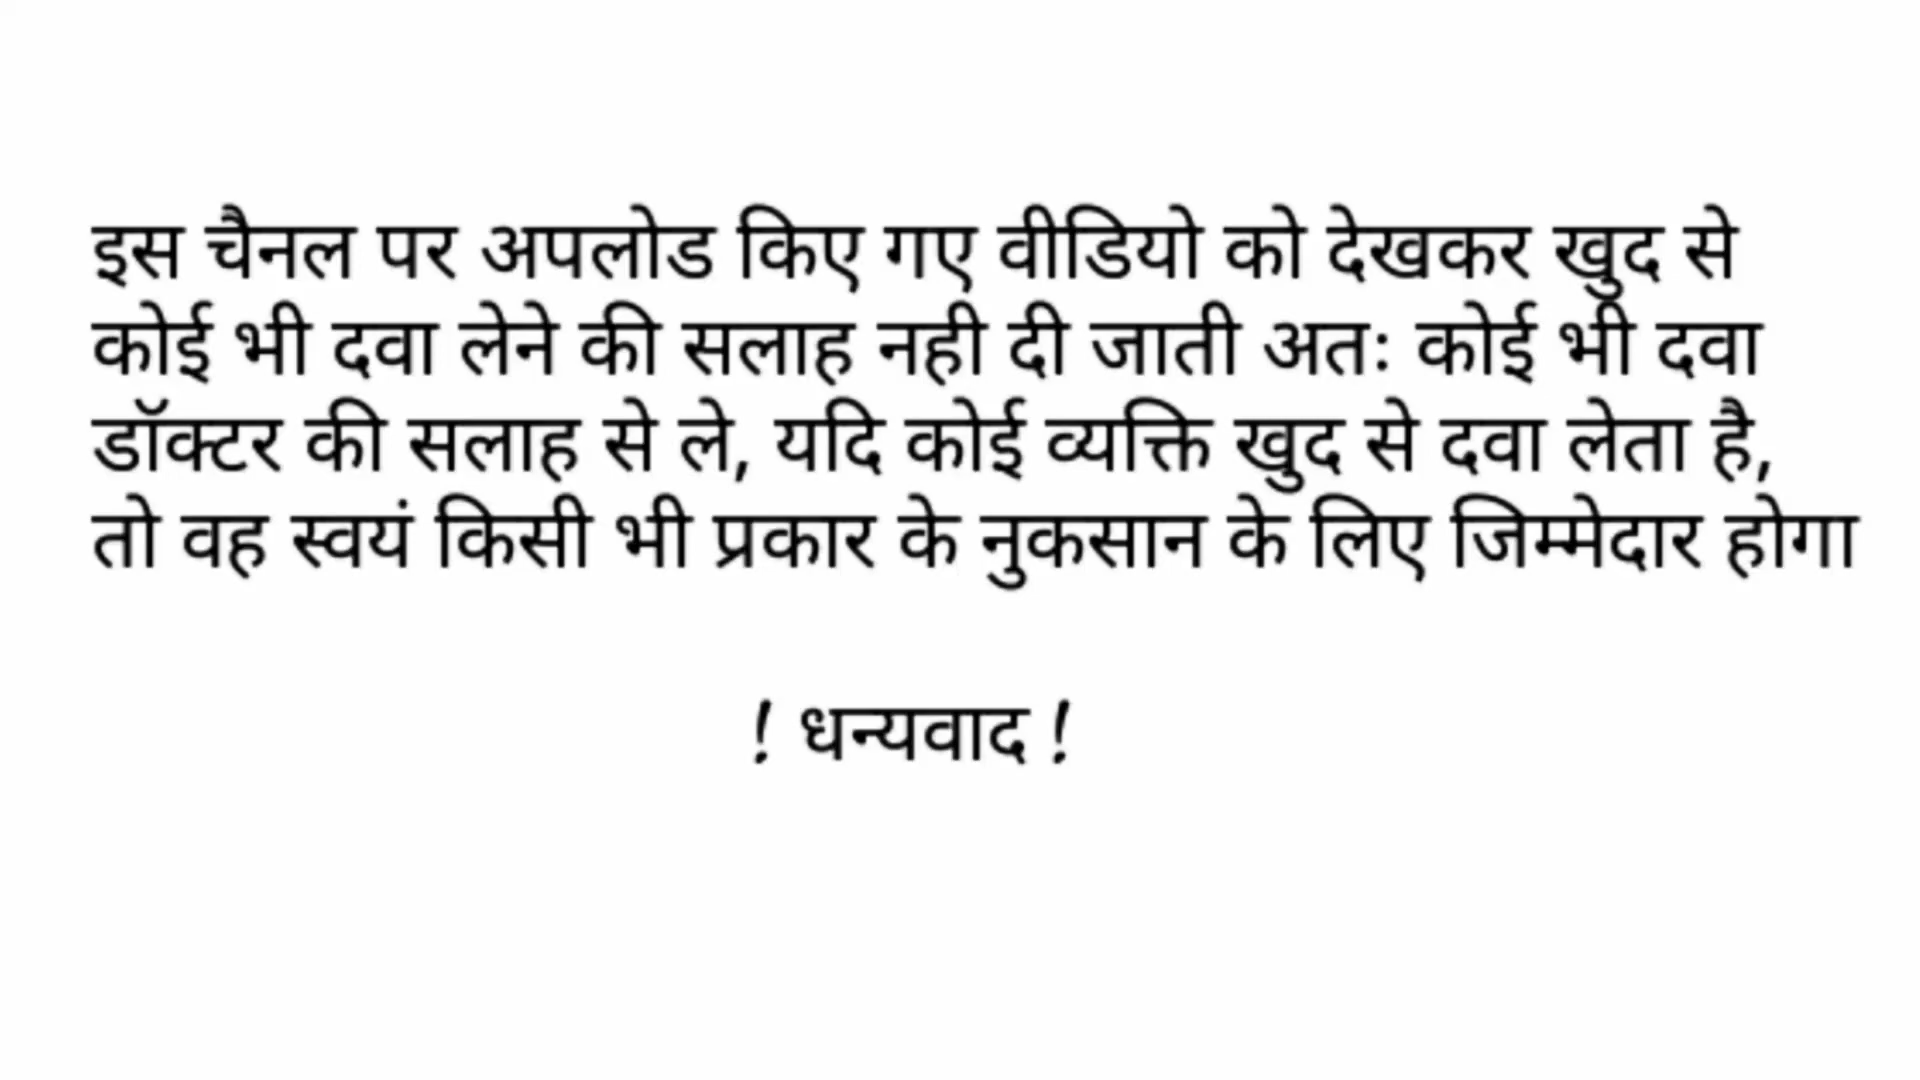 इस चैनल पर अपलोड किए गए वीडियो को देखकर खुद से
कोई भी दवा लेने की सलाह नही दी जाती अतः कोई भी दवा
डॉक्टर की सलाह से ले, यदि कोई व्यक्ति खुद से दवा लेता है,
तो वह स्वयं किसी भी प्रकार के नुकसान के लिए जिम्मेदार होगा
! धन्यवाद !